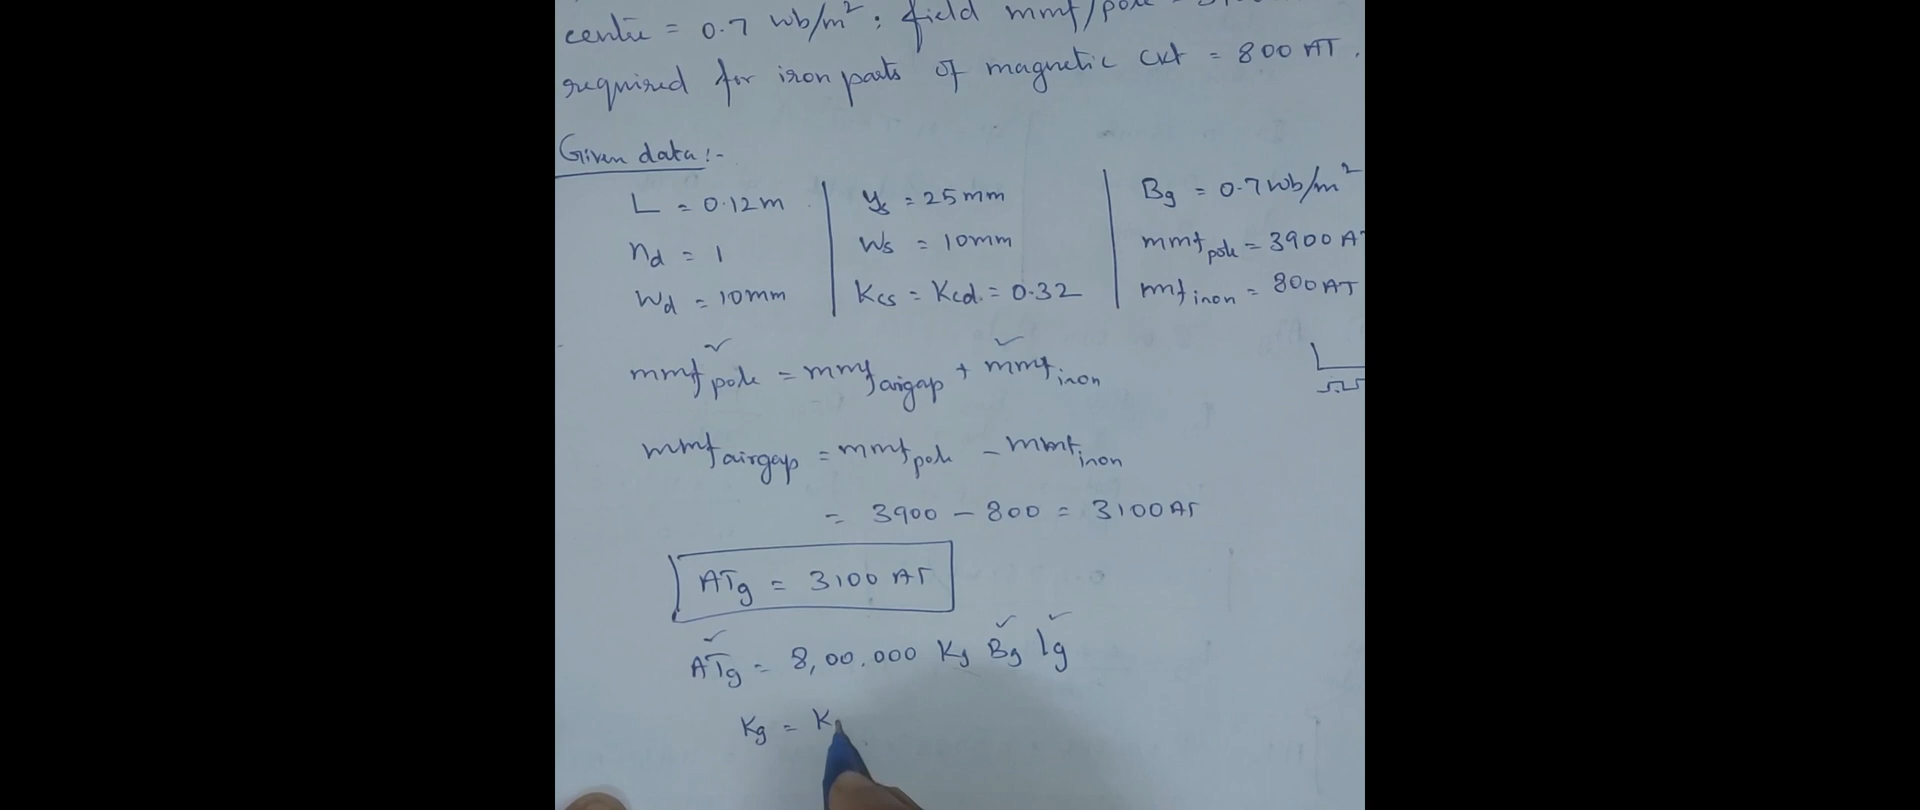 centre = 0.7 wb/m²; field mmf/pole
required for iron parts of magnetic ckt = 800 AT.
Given data:-
L = 0.12m
nd = 1
Wd = 10mm
ys = 25mm
Ws = 10mm
Kcs = Kcd = 0.32
Bg = 0.7 wb/m²
mmf pole = 3900 A
mmf iron = 800 AT
mmf pole = mmf airgap + mmf iron
mmf airgap = mmf pole - mmf iron
= 3900 - 800 = 3100 AT
ATg = 3100 AT
ATg = 8,00,000 Kg Bg lg
Kg = K